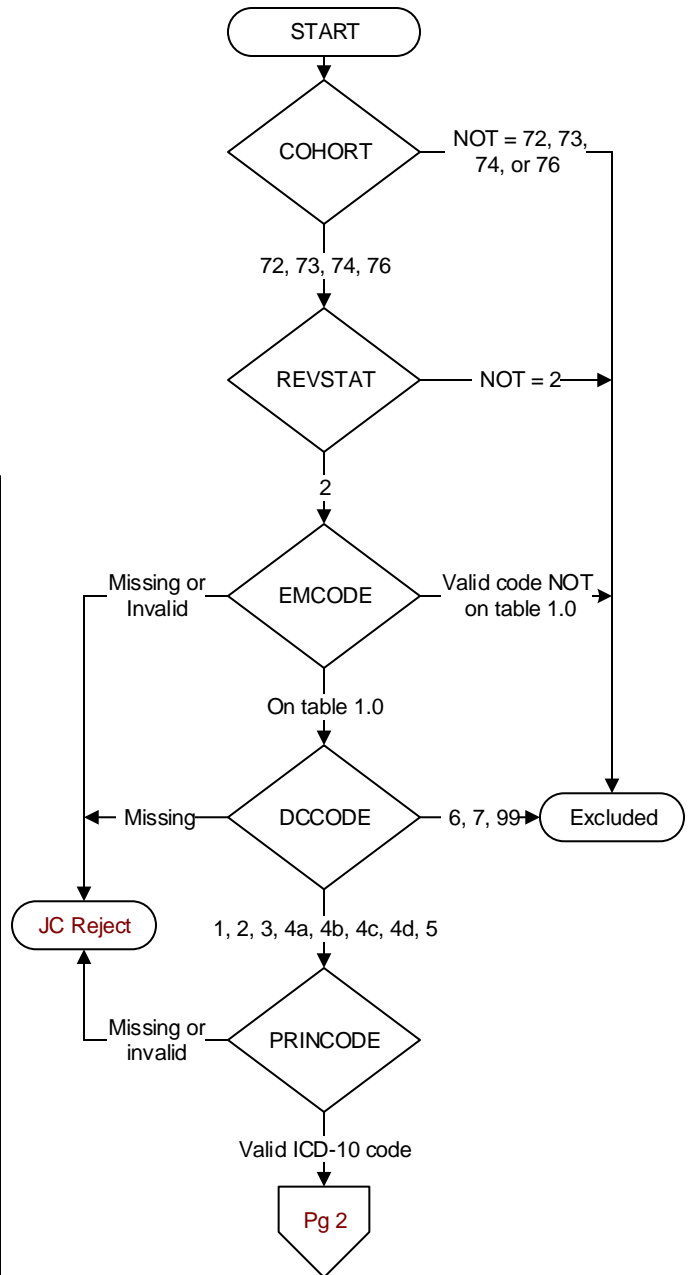 START
COHORT
NOT = 72, 73,
74, or 76
72, 73, 74, 76
REVSTAT
NOT = 2
2
Missing or
Invalid
EMCODE
Valid code NOT
on table 1.0
On table 1.0
Missing
DCCODE
6, 7, 99
Excluded
JC Reject
1, 2, 3, 4a, 4b, 4c, 4d, 5
Missing or
invalid
PRINCODE
Valid ICD-10 code
Pg 2